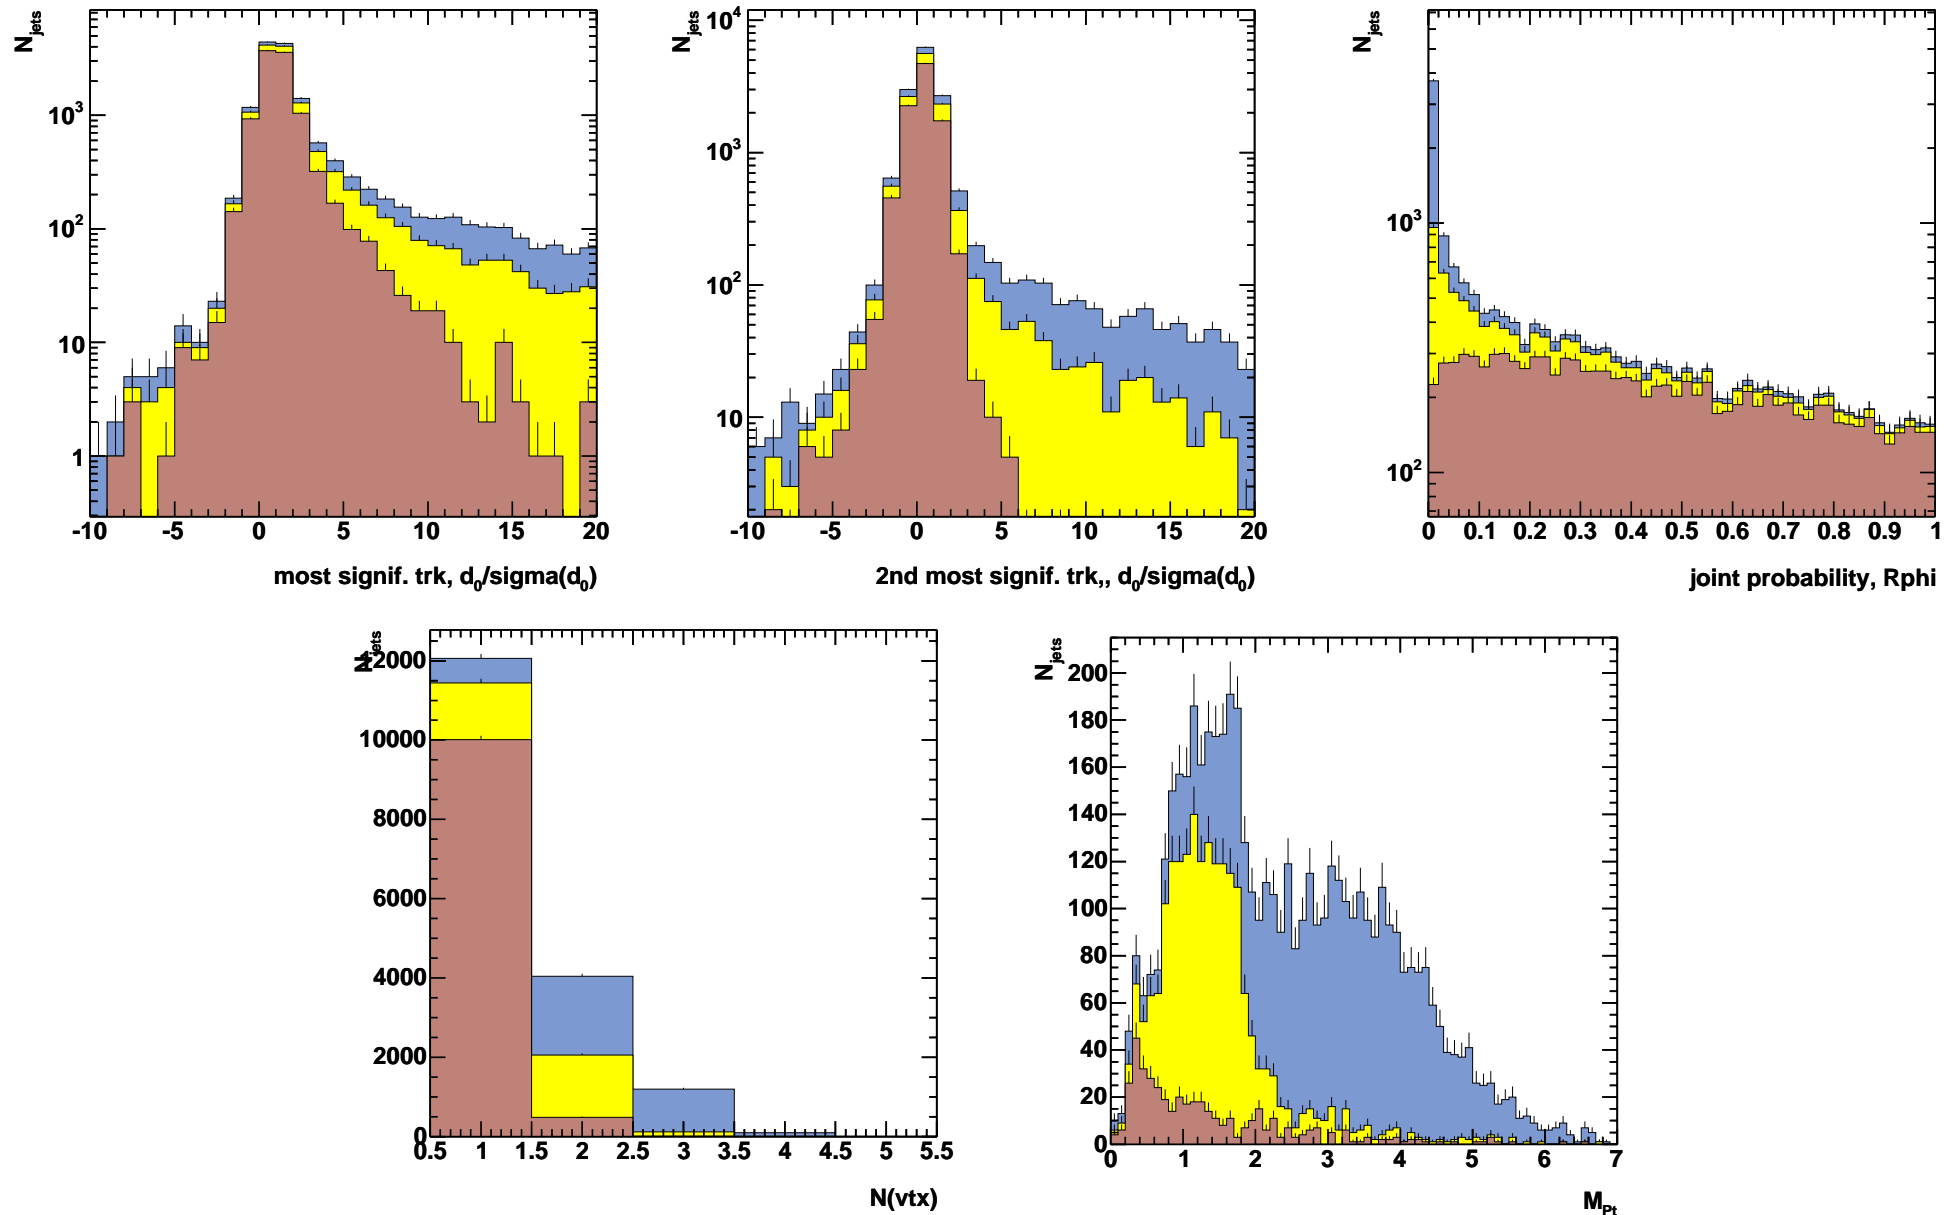 N_jets
10^3
10^2
10
1
-10 -5 0 5 10 15 20
most signif. trk, d_0/sigma(d_0)
N_jets
10^4
10^3
10^2
10
-10 -5 0 5 10 15 20
2nd most signif. trk,, d_0/sigma(d_0)
N_jets
10^3
10^2
0 0.1 0.2 0.3 0.4 0.5 0.6 0.7 0.8 0.9 1
joint probability, Rphi
N_jets
12000
10000
8000
6000
4000
2000
0
0.5 1 1.5 2 2.5 3 3.5 4 4.5 5 5.5
N(vtx)
N_jets
200
180
160
140
120
100
80
60
40
20
0
0 1 2 3 4 5 6 7
M_Pt